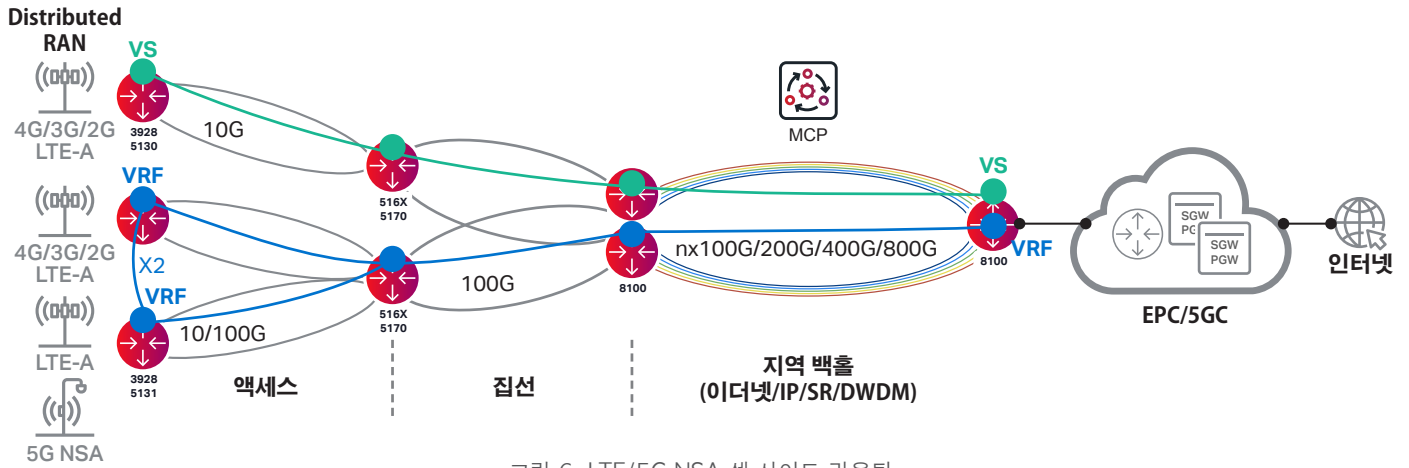 Distributed
RAN
VS
4G/3G/2G
LTE-A
3928
5130
10G
516X
5170
VRF
4G/3G/2G
LTE-A
X2
VRF
LTE-A
10/100G
3928
5131
5G NSA
516X
5170
100G
8100
MCP
nx100G/200G/400G/800G
VS
VRF
8100
SGW
PG
SGW
PGW
EPC/5GC
인터넷
액세스
집선
지역 백홀
(이더넷/IP/SR/DWDM)